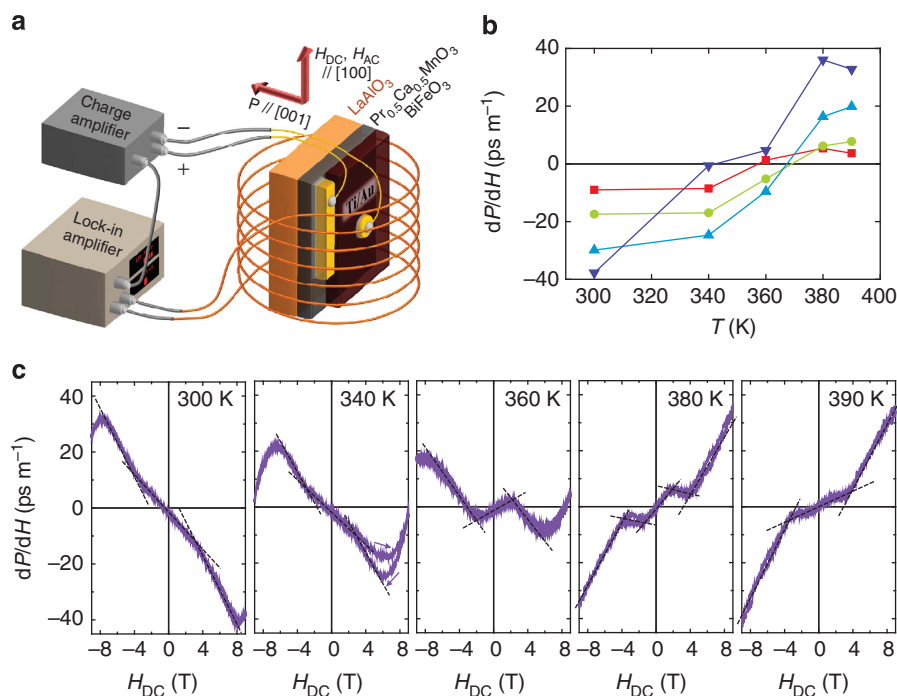 a
H_DC, H_AC
// [100]
P // [001]
LaAlO₃
Pr₀.₅Ca₀.₅MnO₃
BiFeO₃
Charge
amplifier
−
+
Ti/Au
Lock-in
amplifier
b
dP/dH (ps m⁻¹)
40
20
0
−20
−40
300 320 340 360 380 400
T (K)
c
300 K
340 K
360 K
380 K
390 K
dP/dH (ps m⁻¹)
40
20
0
−20
−40
−8 −4 0 4 8
−8 −4 0 4 8
−8 −4 0 4 8
−8 −4 0 4 8
−8 −4 0 4 8
H_DC (T)
H_DC (T)
H_DC (T)
H_DC (T)
H_DC (T)